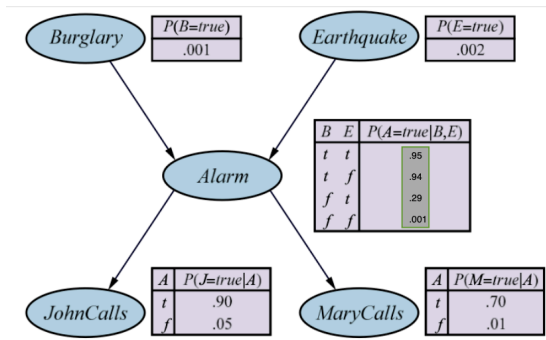 Burglary
P(B=true)
.001
Earthquake
P(E=true)
.002
B E P(A=true|B,E)
t t .95
t f .94
f t .29
f f .001
Alarm
A P(J=true|A)
t .90
f .05
JohnCalls
A P(M=true|A)
t .70
f .01
MaryCalls